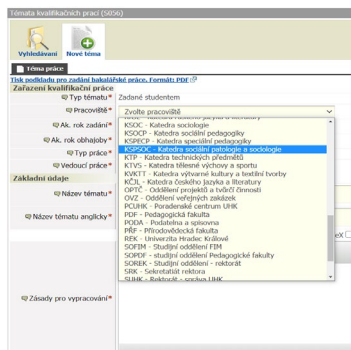 Témata kvalifikačních prací (S056)
Vyhledávání Nové téma
Téma práce
Tisk podkladu pro zadání bakalářské práce. Formát: PDF
Zařazení kvalifikační práce
Typ tématu* Zadané studentem
Pracoviště* Zvolte pracoviště
Ak. rok zadání*
Ak. rok obhajoby*
Typ práce*
Vedoucí práce*
Základní údaje
Název tématu*
Název tématu anglicky*
Zásady pro vypracování*
KSOC - Katedra sociologie
KSOCP - Katedra sociální pedagogiky
KSPECP - Katedra speciální pedagogiky
KSPSOC - Katedra sociální patologie a sociologie
KTP - Katedra technických předmětů
KTVS - Katedra tělesné výchovy a sportu
KVKTT - Katedra výtvarné kultury a textilní tvorby
KČJL - Katedra českého jazyka a literatury
OPTČ - Oddělení projektů a tvůrčí činnosti
OVZ - Oddělení veřejných zakázek
PCUHK - Poradenské centrum UHK
PDF - Pedagogická fakulta
PODA - Podatelna a spisovna
PŘF - Přírodovědecká fakulta
REK - Univerzita Hradec Králové
SOFIM - Studijní oddělení FIM
SOPDF - studijní oddělení Pedagogické fakulty
SOREK - Studijní oddělení - rektorát
SRK - Sekretariát rektora
SUHK - Rektorát - správa UHK